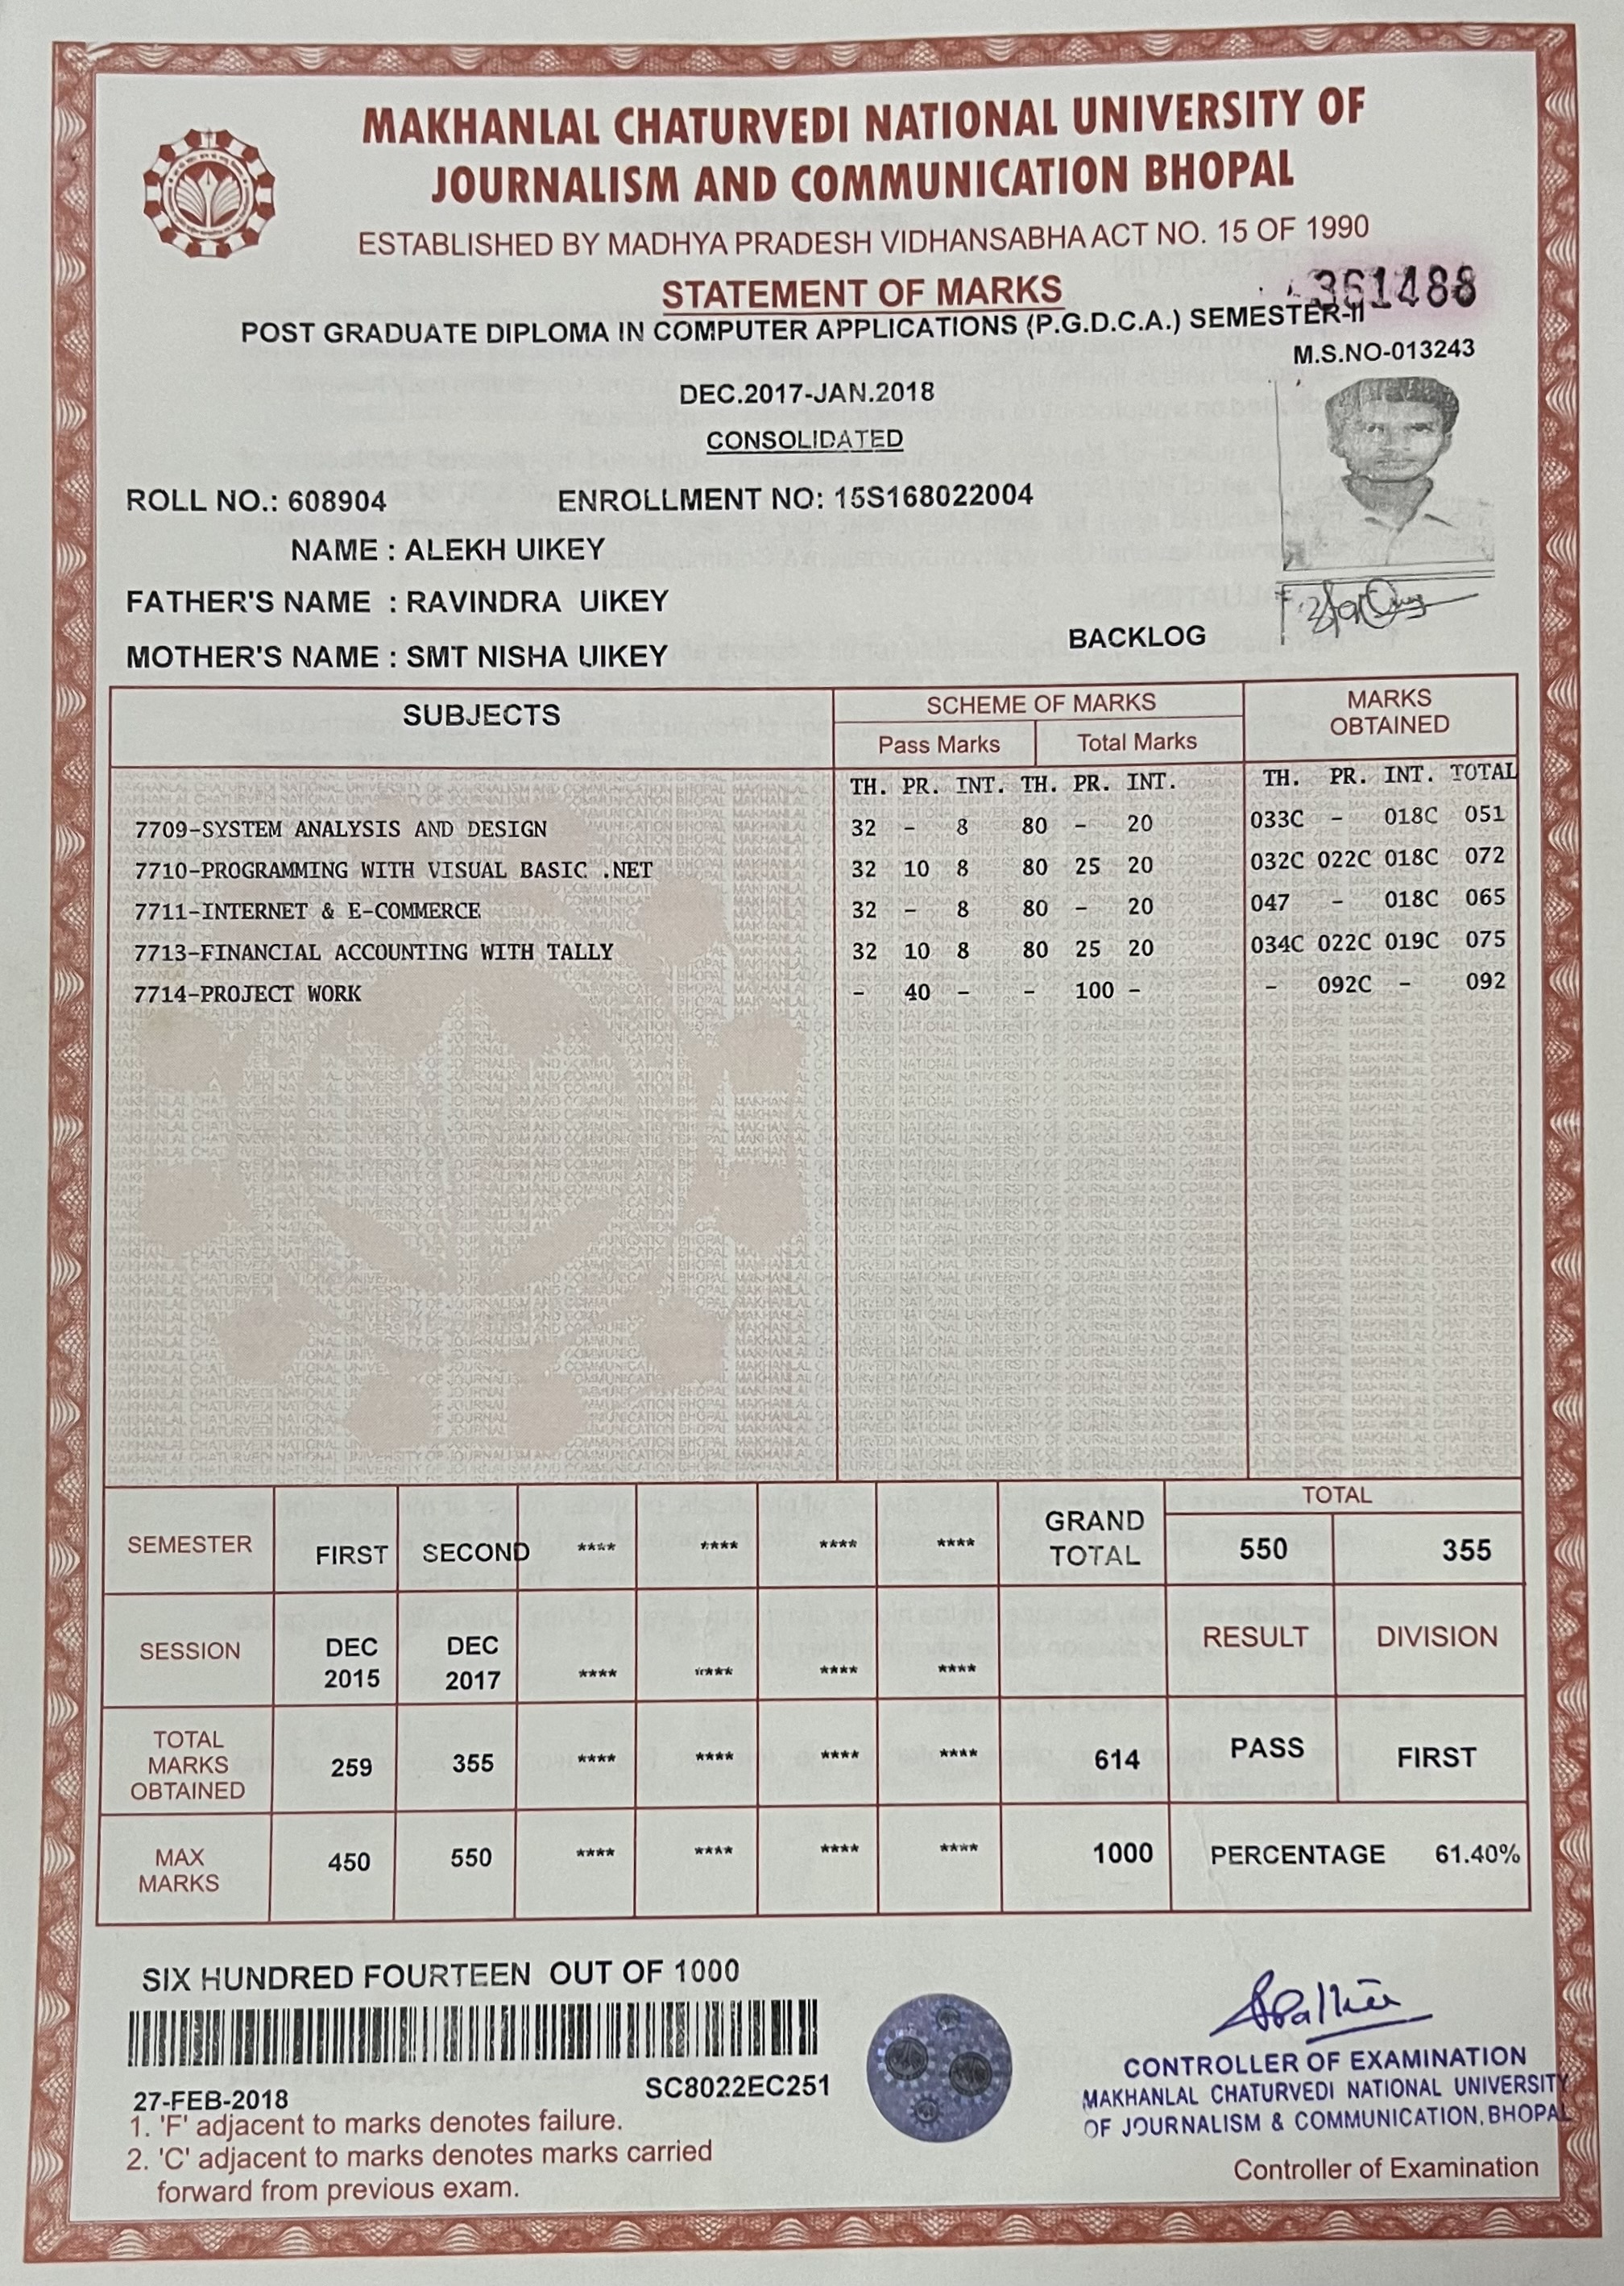 MAKHANLAL CHATURVEDI NATIONAL UNIVERSITY OF
JOURNALISM AND COMMUNICATION BHOPAL
ESTABLISHED BY MADHYA PRADESH VIDHANSABHA ACT NO. 15 OF 1990
STATEMENT OF MARKS
361488
POST GRADUATE DIPLOMA IN COMPUTER APPLICATIONS (P.G.D.C.A.) SEMESTER-II
M.S.NO-013243
DEC.2017-JAN.2018
CONSOLIDATED
ROLL NO.: 608904 ENROLLMENT NO: 15S168022004
NAME : ALEKH UIKEY
FATHER'S NAME : RAVINDRA UIKEY
BACKLOG
MOTHER'S NAME : SMT NISHA UIKEY
SUBJECTS SCHEME OF MARKS MARKS OBTAINED
Pass Marks Total Marks
TH. PR. INT. TH. PR. INT. TH. PR. INT. TOTAL
7709-SYSTEM ANALYSIS AND DESIGN 32 - 8 80 - 20 033C - 018C 051
7710-PROGRAMMING WITH VISUAL BASIC .NET 32 10 8 80 25 20 032C 022C 018C 072
7711-INTERNET & E-COMMERCE 32 - 8 80 - 20 047 - 018C 065
7713-FINANCIAL ACCOUNTING WITH TALLY 32 10 8 80 25 20 034C 022C 019C 075
7714-PROJECT WORK - 40 - - 100 - - 092C - 092
TOTAL
SEMESTER FIRST SECOND **** **** **** **** GRAND TOTAL 550 355
SESSION DEC 2015 DEC 2017 **** **** **** **** RESULT DIVISION
TOTAL MARKS OBTAINED 259 355 **** **** **** **** 614 PASS FIRST
MAX MARKS 450 550 **** **** **** **** 1000 PERCENTAGE 61.40%
SIX HUNDRED FOURTEEN OUT OF 1000
27-FEB-2018 SC8022EC251
1. 'F' adjacent to marks denotes failure.
2. 'C' adjacent to marks denotes marks carried
forward from previous exam.
CONTROLLER OF EXAMINATION
MAKHANLAL CHATURVEDI NATIONAL UNIVERSITY
OF JOURNALISM & COMMUNICATION, BHOPAL
Controller of Examination